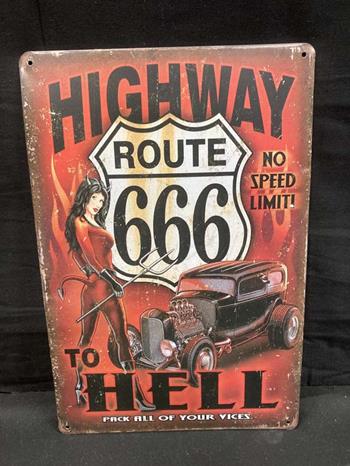 HIGHWAY
ROUTE
666
NO
SPEED
LIMIT!
TO
HELL
PACK ALL OF YOUR VICES